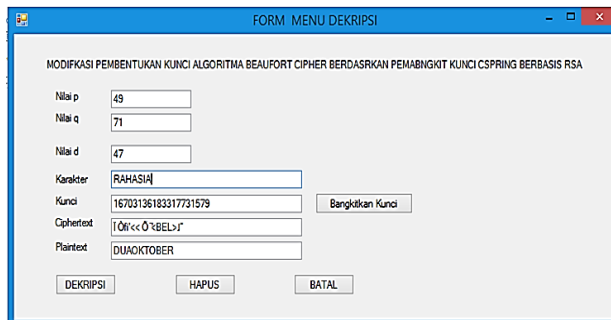 FORM MENU DEKRIPSI
MODIFKASI PEMBENTUKAN KUNCI ALGORITMA BEAUFORT CIPHER BERDASRKAN PEMABNGKIT KUNCI CSPRING BERBASIS RSA
Nilai p 49
Nilai q 71
Nilai d 47
Karakter RAHASIA
Kunci 16703136183317731579 Bangkitkan Kunci
Ciphertext
Plaintext DUAOKTOBER
DEKRIPSI HAPUS BATAL